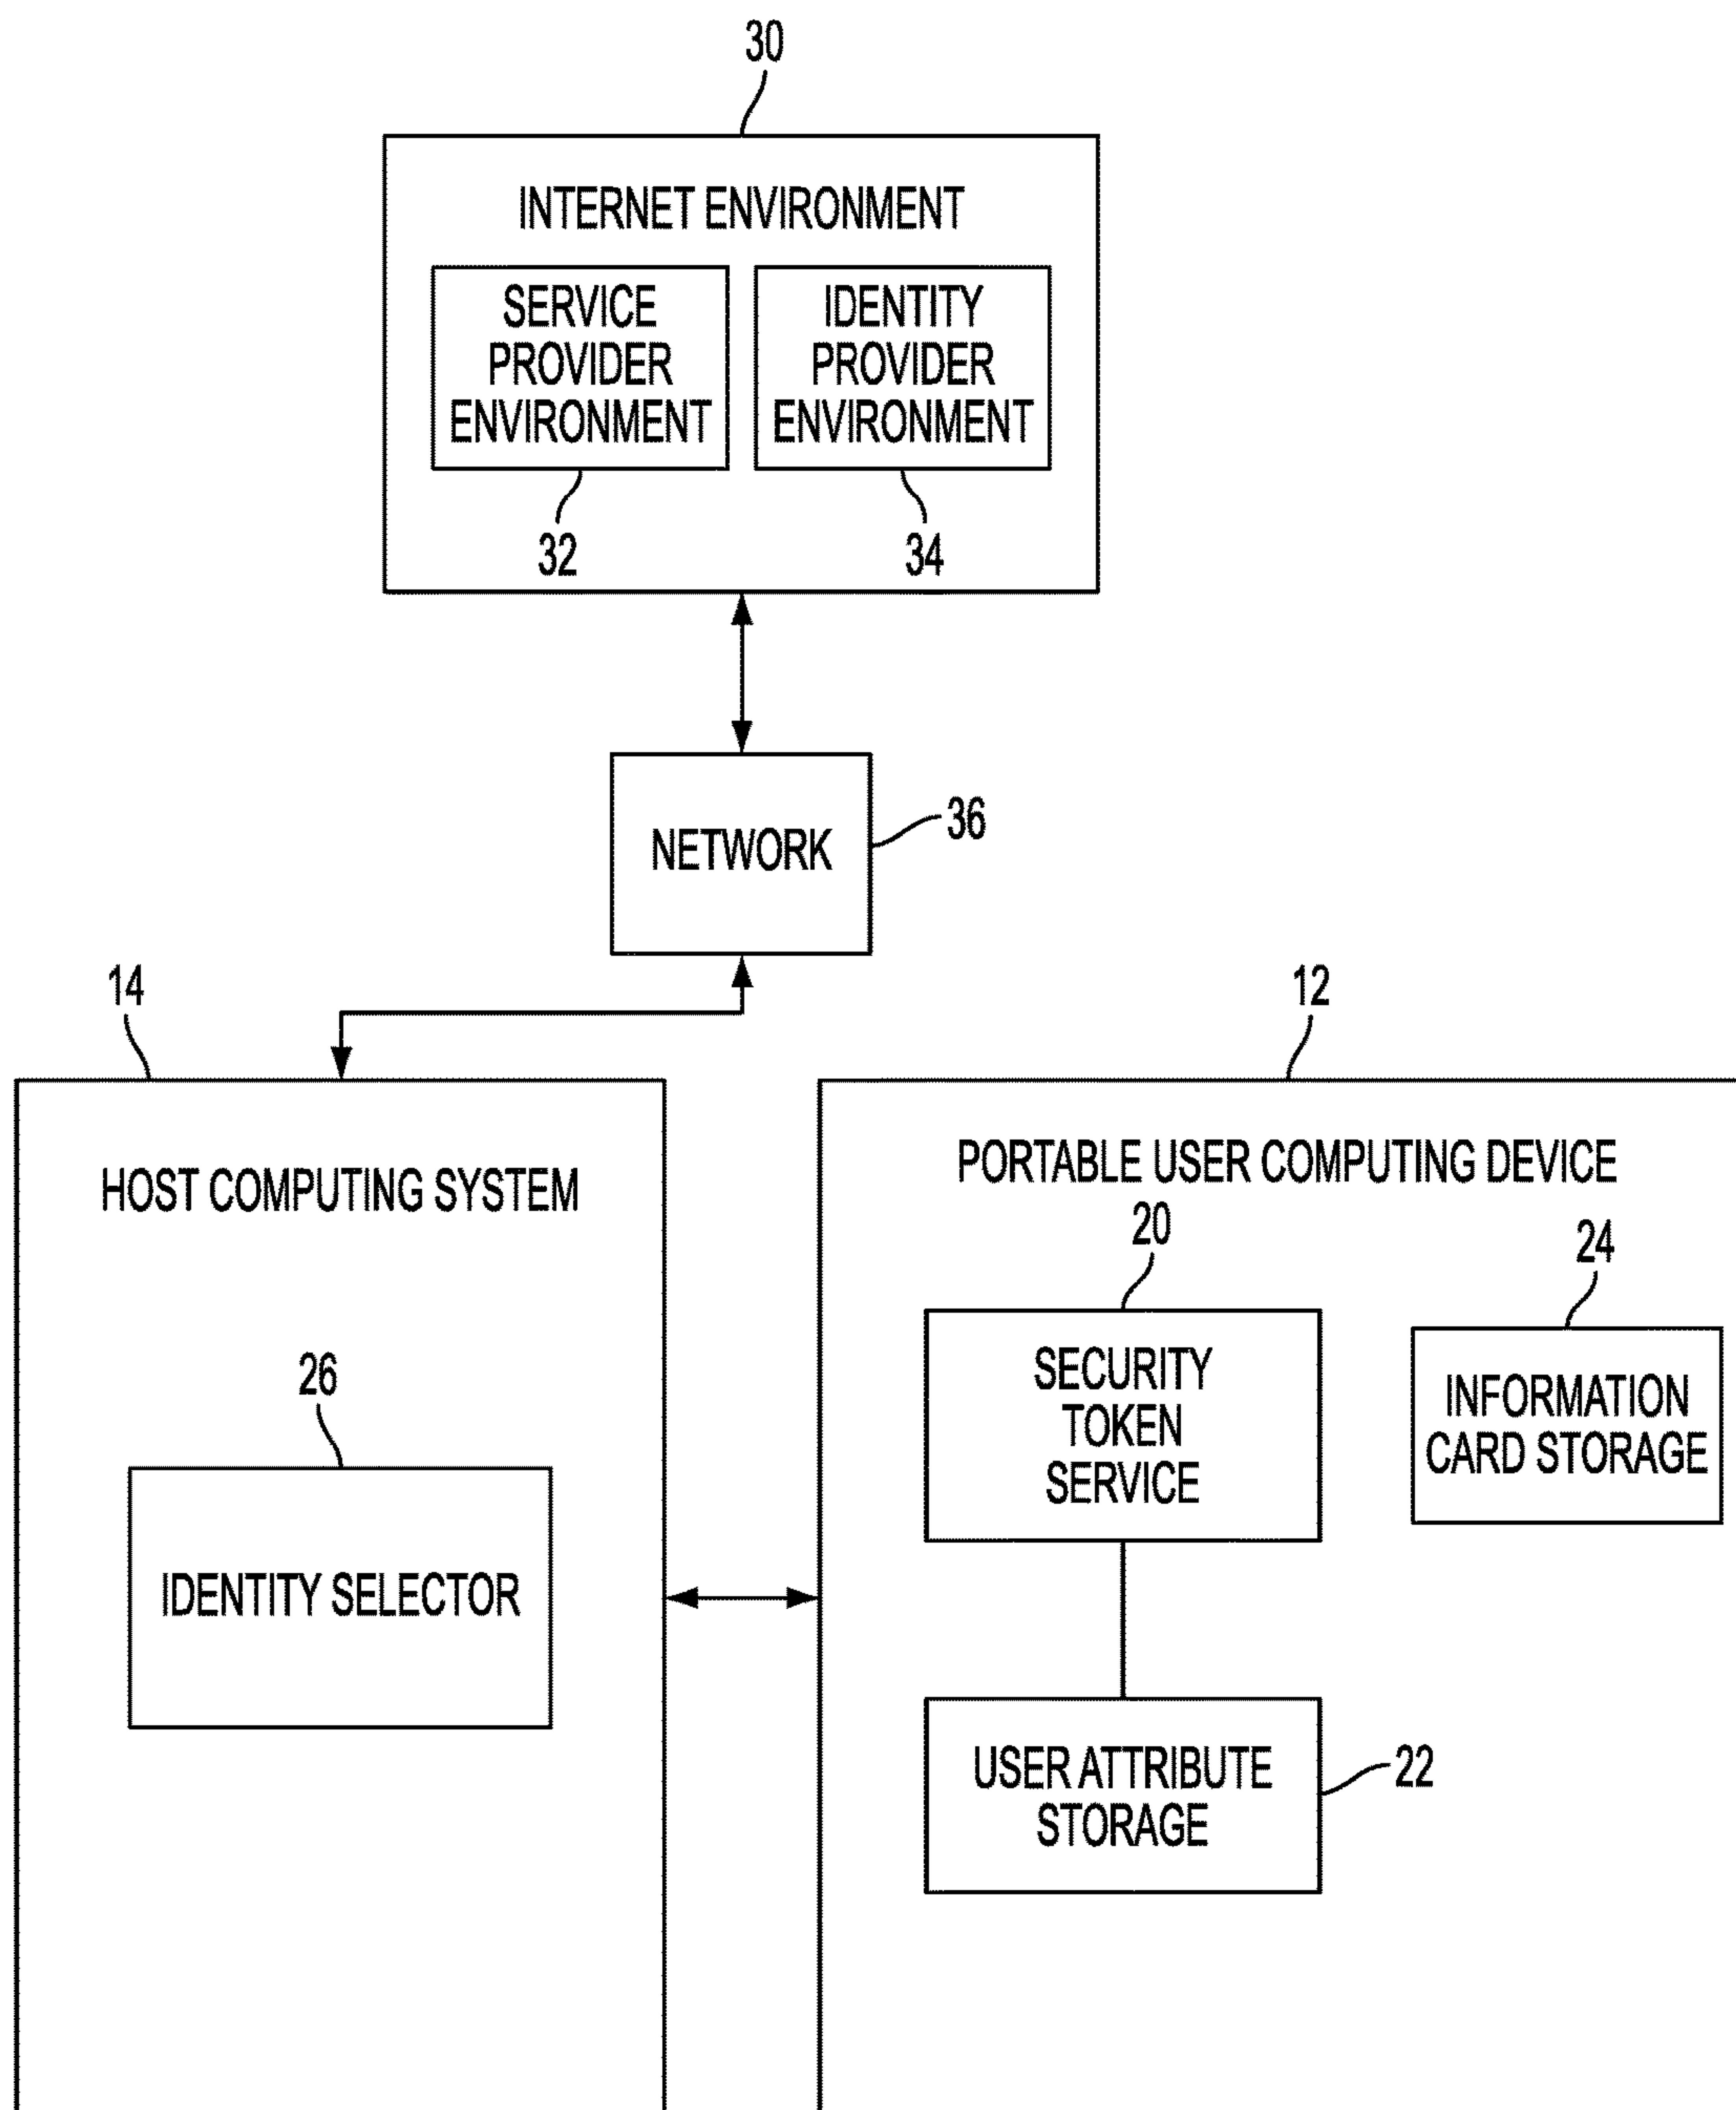 30
INTERNET ENVIRONMENT
SERVICE
PROVIDER
ENVIRONMENT
IDENTITY
PROVIDER
ENVIRONMENT
32
34
NETWORK
36
14
12
HOST COMPUTING SYSTEM
26
IDENTITY SELECTOR
PORTABLE USER COMPUTING DEVICE
20
SECURITY
TOKEN
SERVICE
24
INFORMATION
CARD STORAGE
USER ATTRIBUTE
STORAGE
22